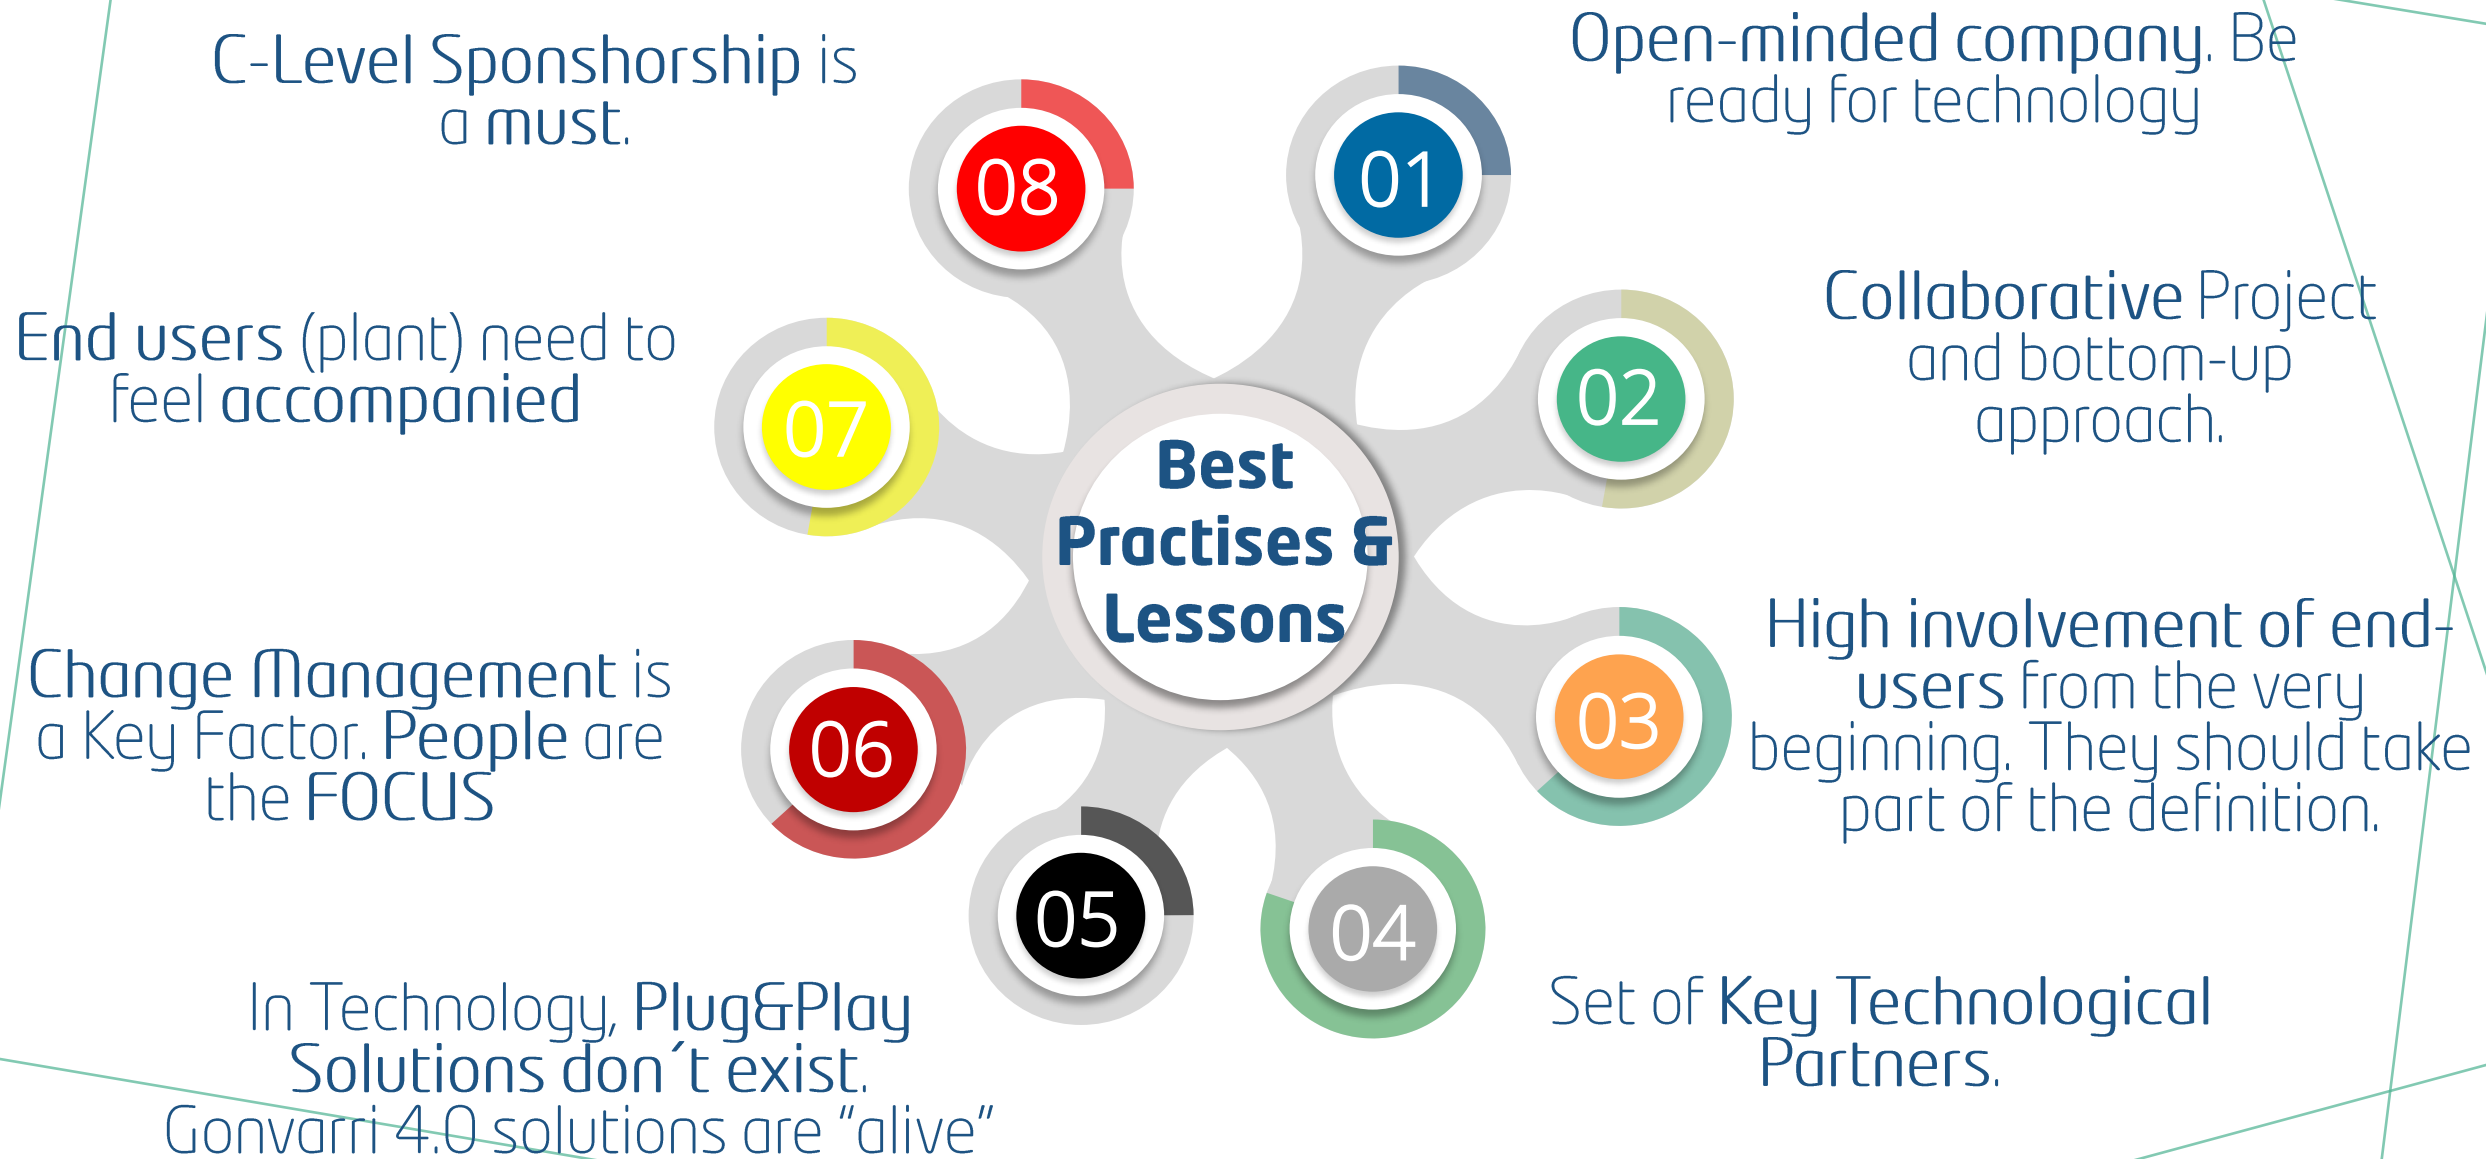 Best
Practises &
Lessons
01
Open-minded company. Be
ready for technology
02
Collaborative Project
and bottom-up
approach.
03
High involvement of end-
users from the very
beginning. They should take
part of the definition.
04
Set of Key Technological
Partners.
05
In Technology, Plug&Play
Solutions don´t exist.
Gonvarri 4.0 solutions are “alive”
06
Change Management is
a Key Factor. People are
the FOCUS
07
End users (plant) need to
feel accompanied
08
C-Level Sponshorship is
a must.